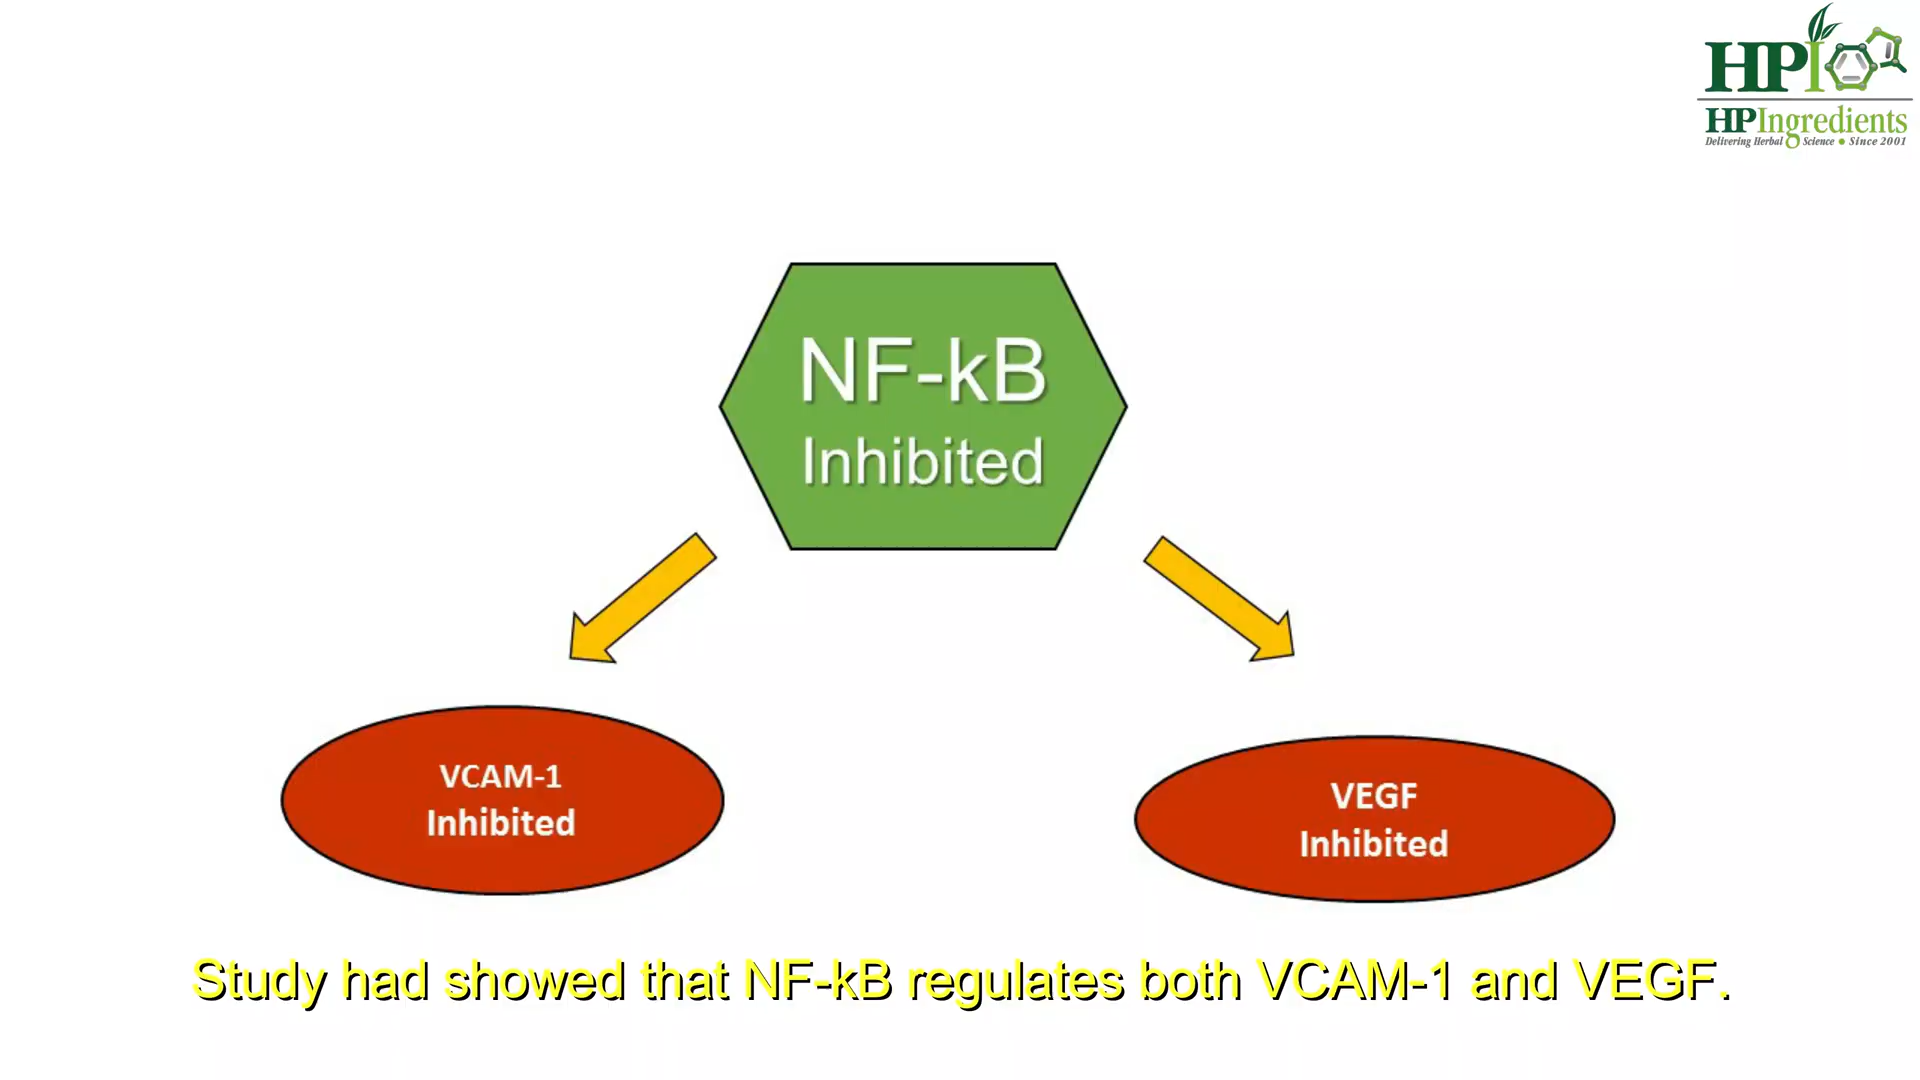 HPI
HPIngredients
Delivering Herbal Science • Since 2001
NF-kB
Inhibited
VCAM-1
Inhibited
VEGF
Inhibited
Study had showed that NF-kB regulates both VCAM-1 and VEGF.